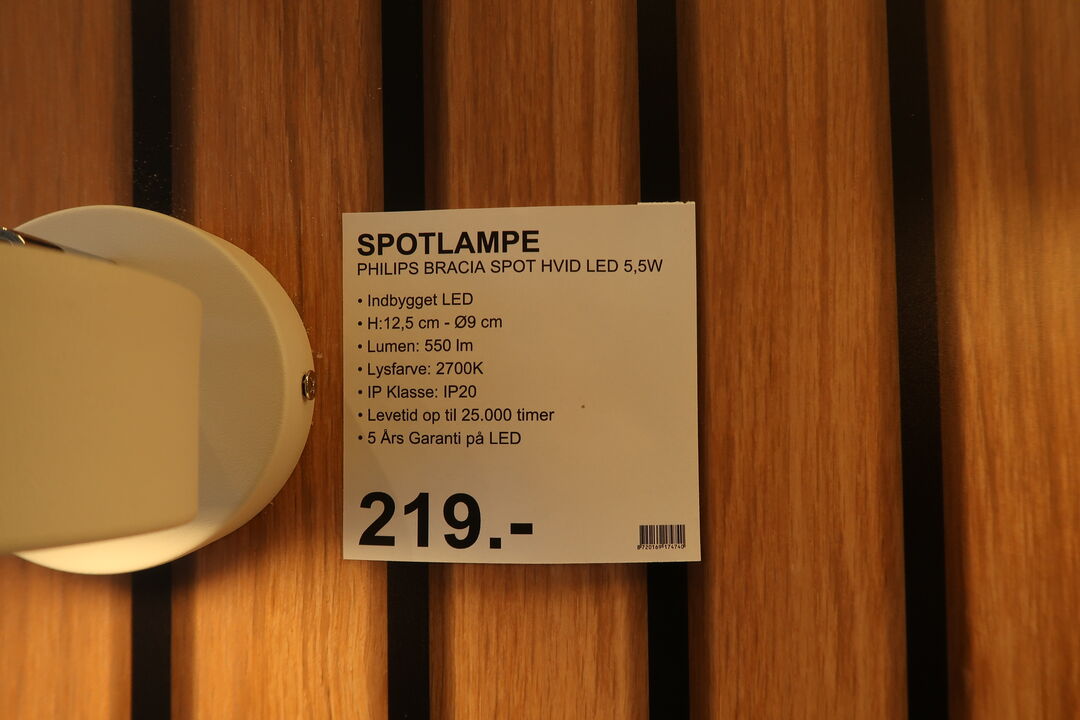 SPOTLAMPE
PHILIPS BRACIA SPOT HVID LED 5,5W
• Indbygget LED
• H:12,5 cm - Ø9 cm
• Lumen: 550 lm
• Lysfarve: 2700K
• IP Klasse: IP20
• Levetid op til 25.000 timer
• 5 Års Garanti på LED
219.-
8720169174740